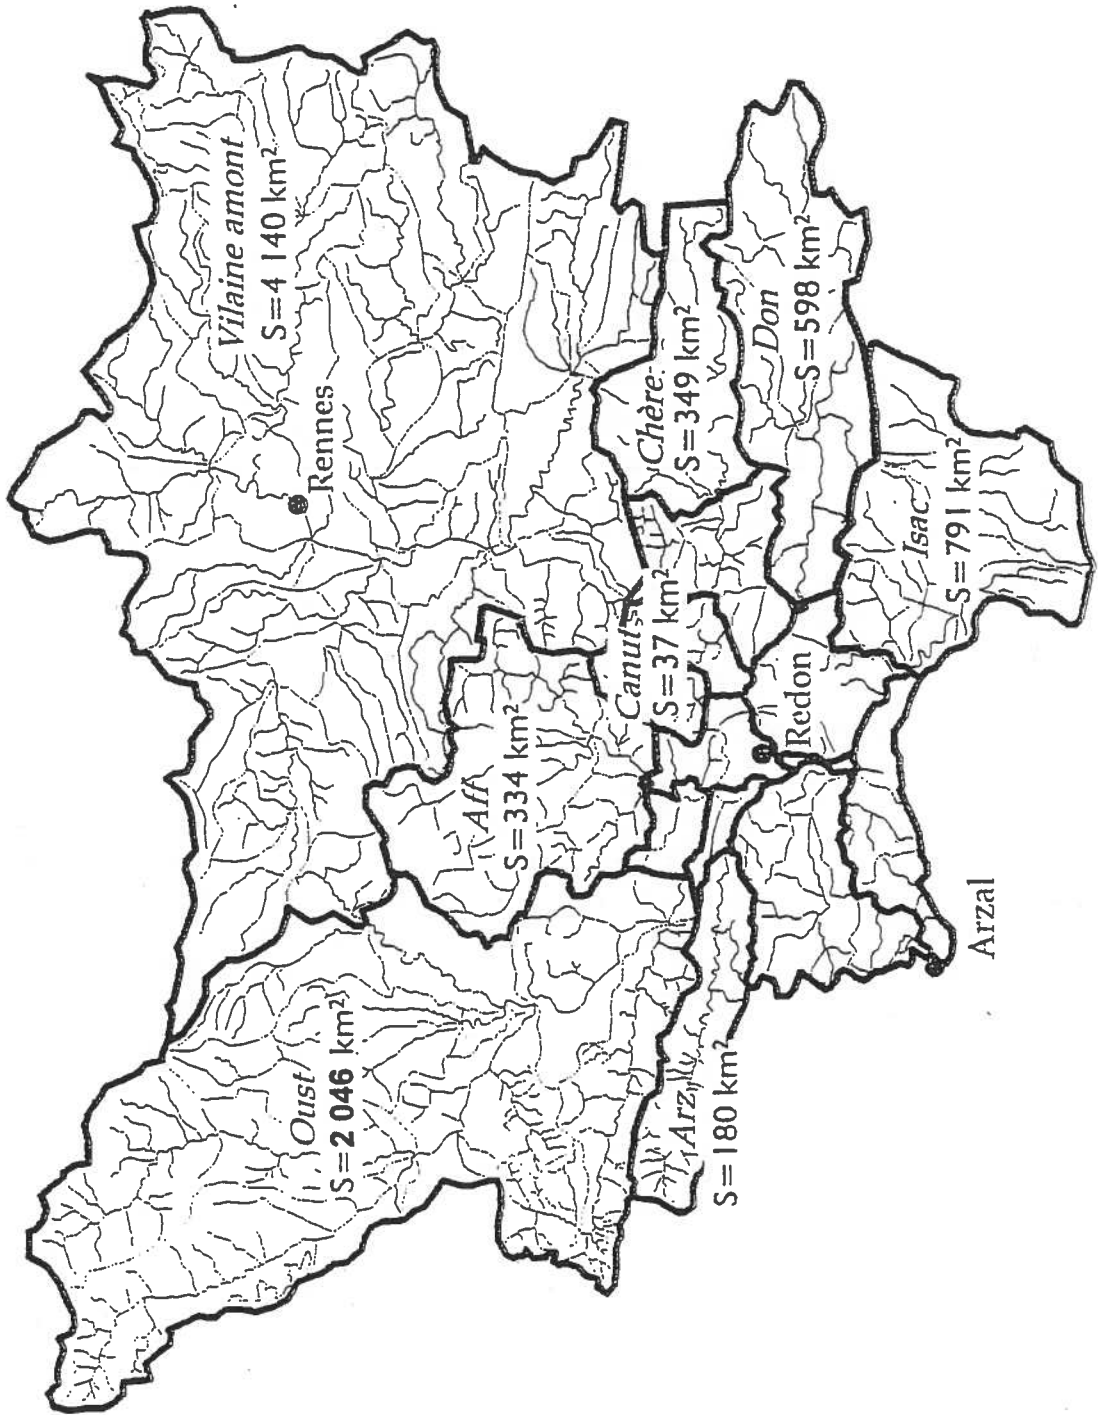 Vilaine amont
S=4 140 km²
Rennes
Oust
S=2 046 km²
Aff
S=334 km²
Canut
S=37 km²
Chère
S=349 km²
Don
S=598 km²
Isac
S=791 km²
Redon
Arz
S=180 km²
Arzal